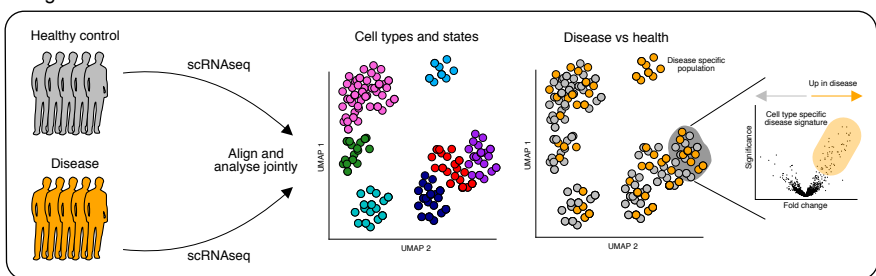 Healthy control
scRNAseq
Disease
scRNAseq
Align and
analyse jointly
Cell types and states
UMAP 1
UMAP 2
Disease vs health
Disease specific
population
UMAP 1
UMAP 2
Up in disease
Cell type specific
disease signature
Significance
Fold change